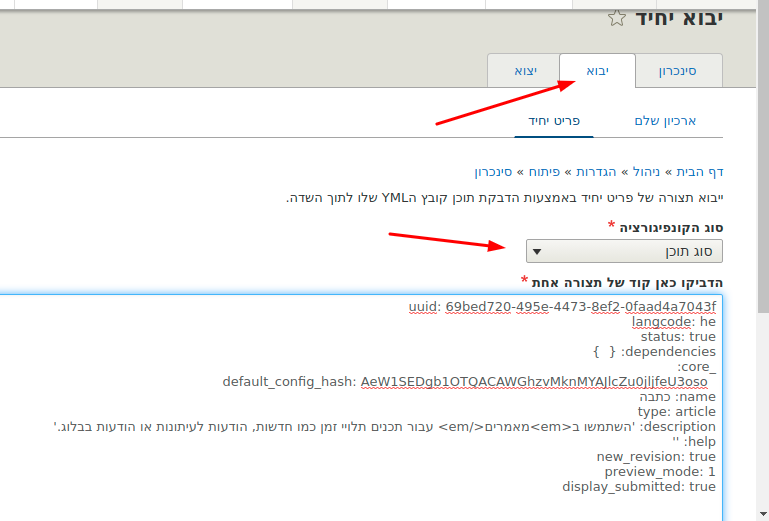 יבוא יחיד
סינכרון
יבוא
יצוא
ארכיון שלם
פריט יחיד
דף הבית » ניהול » הגדרות » פיתוח » סינכרון
ייבוא תצורה של פריט יחיד באמצעות הדבקת תוכן קובץ הYML שלו לתוך השדה.
סוג הקונפיגורציה *
סוג תוכן
הדביקו כאן קוד של תצורה אחת *
uuid: 69bed720-495e-4473-8ef2-0faad4a7043f
langcode: he
status: true
dependencies: { }
_core:
default_config_hash: AeW1SEDgb1OTQACAWGhzvMknMYAJlcZu0jljfeU3oso
name: כתבה
type: article
description: 'השתמשו ב<em>מאמרים</em> עבור תכנים תלויי זמן כמו חדשות, הודעות לעיתונות או הודעות בבלוג.'
help: ''
new_revision: true
preview_mode: 1
display_submitted: true